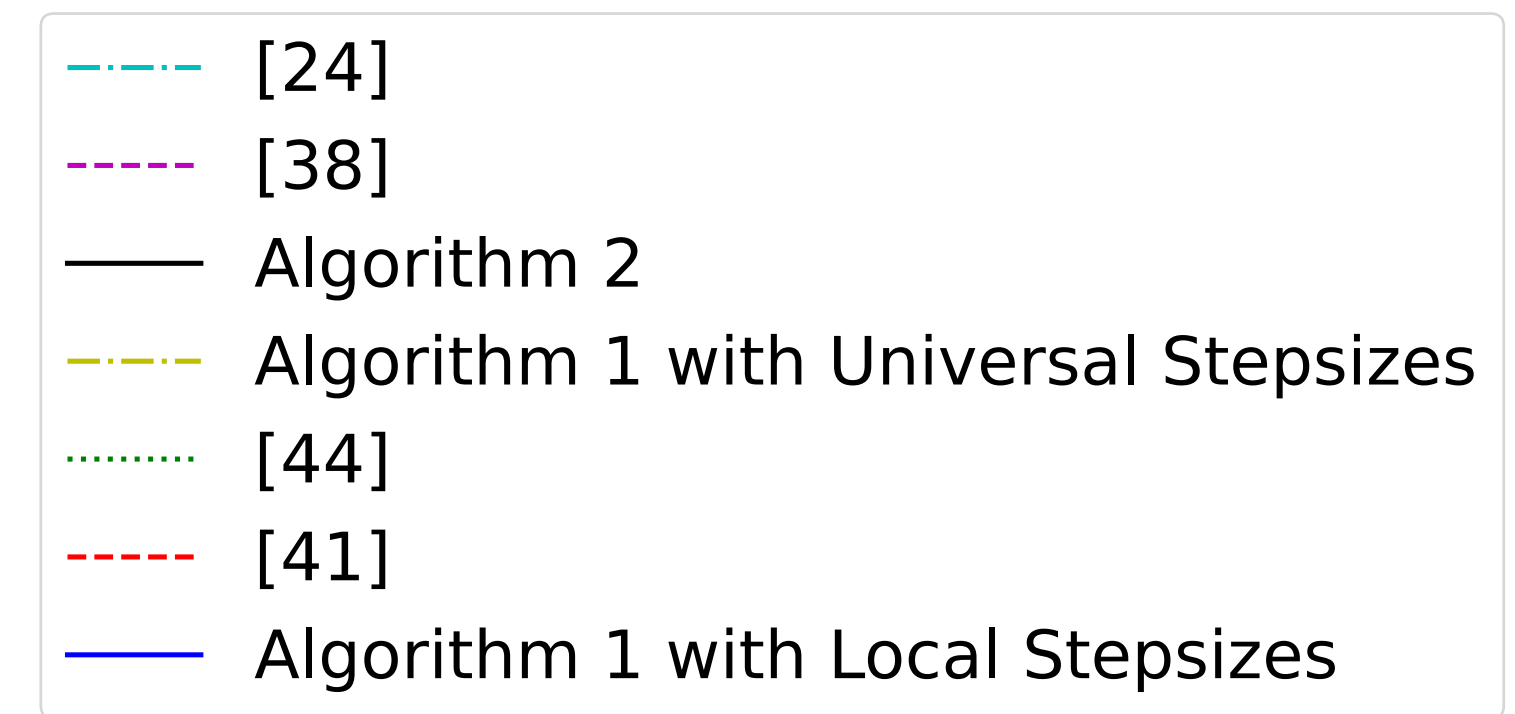 [24]
[38]
Algorithm 2
Algorithm 1 with Universal Stepsizes
[44]
[41]
Algorithm 1 with Local Stepsizes